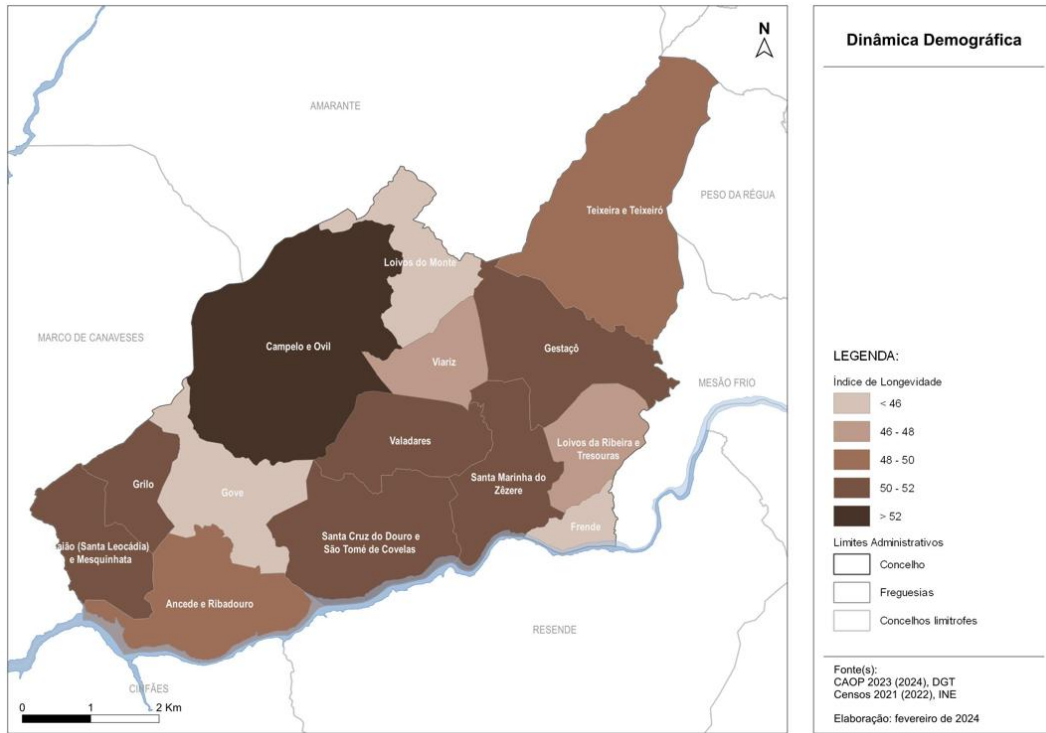 N
AMARANTE
PESO DA RÉGUA
Teixeira e Teixeiró
Loivos do Monte
MARCO DE CANAVESES
Campelo e Ovil
Viariz
Gestaçô
MESÃO FRIO
Valadares
Loivos da Ribeira e
Tresouras
Grilo
Gove
Santa Marinha do
Zêzere
Frende
Santa Cruz do Douro e
São Tomé de Covelas
(Santa Leocádia)
e Mesquinhata
Ancede e Ribadouro
RESENDE
CINFÃES
0 1 2 Km
Dinâmica Demográfica
LEGENDA:
Índice de Longevidade
< 46
46 - 48
48 - 50
50 - 52
> 52
Limites Administrativos
Concelho
Freguesias
Concelhos limítrofes
Fonte(s):
CAOP 2023 (2024), DGT
Censos 2021 (2022), INE
Elaboração: fevereiro de 2024